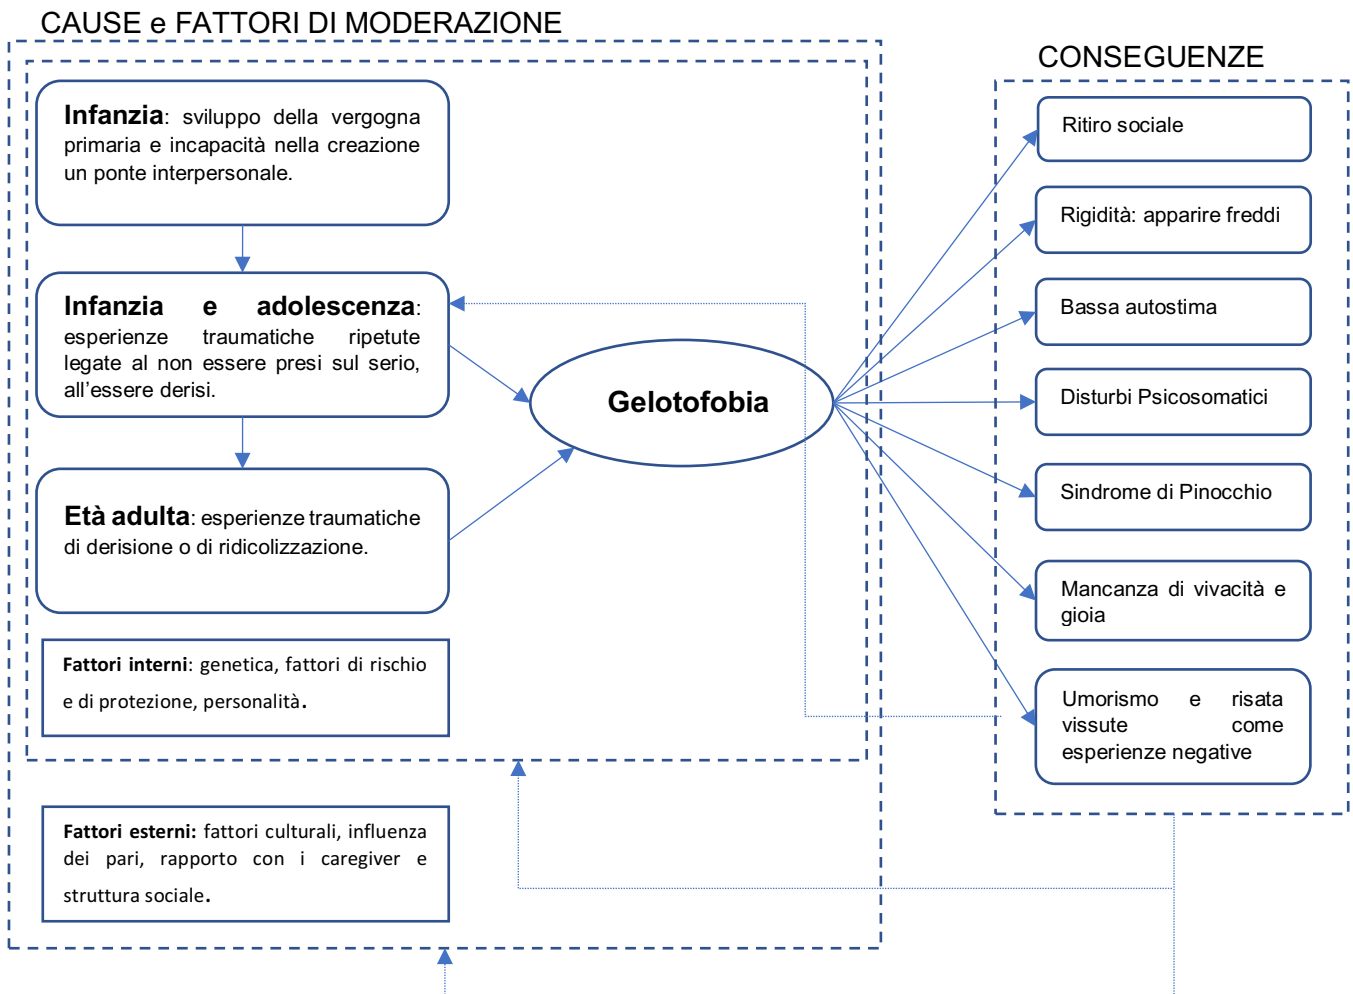 CAUSE e FATTORI DI MODERAZIONE
Infanzia: sviluppo della vergogna
primaria e incapacità nella creazione
un ponte interpersonale.
Infanzia e adolescenza:
esperienze traumatiche ripetute
legate al non essere presi sul serio,
all’essere derisi.
Età adulta: esperienze traumatiche
di derisione o di ridicolizzazione.
Fattori interni: genetica, fattori di rischio
e di protezione, personalità.
Fattori esterni: fattori culturali, influenza
dei pari, rapporto con i caregiver e
struttura sociale.
Gelotofobia
CONSEGUENZE
Ritiro sociale
Rigidità: apparire freddi
Bassa autostima
Disturbi Psicosomatici
Sindrome di Pinocchio
Mancanza di vivacità e
gioia
Umorismo e risata
vissute come
esperienze negative